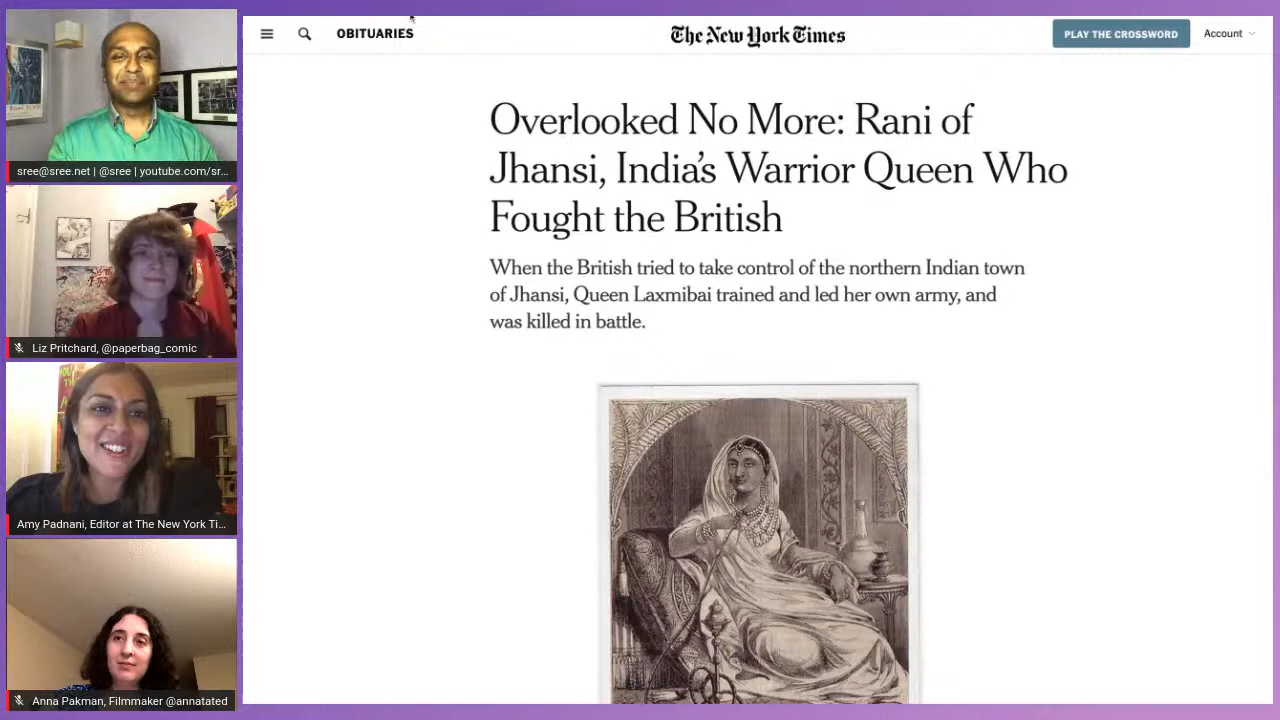 sree@sree.net | @sree | youtube.com/sr...
Liz Pritchard, @paperbag_comic
Amy Padnani, Editor at The New York Ti...
Anna Pakman, Filmmaker @annatated
OBITUARIES
The New York Times
PLAY THE CROSSWORD
Account
Overlooked No More: Rani of
Jhansi, India's Warrior Queen Who
Fought the British
When the British tried to take control of the northern Indian town
of Jhansi, Queen Laxmibai trained and led her own army, and
was killed in battle.